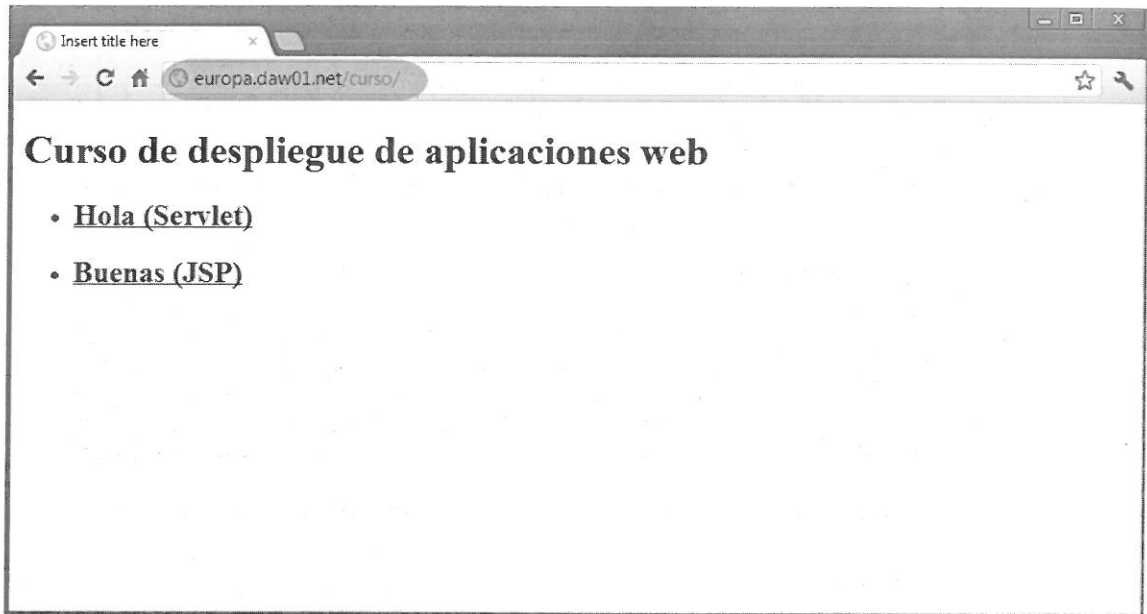 Insert title here
europa.daw01.net/curso/
Curso de despliegue de aplicaciones web
• Hola (Servlet)
• Buenas (JSP)